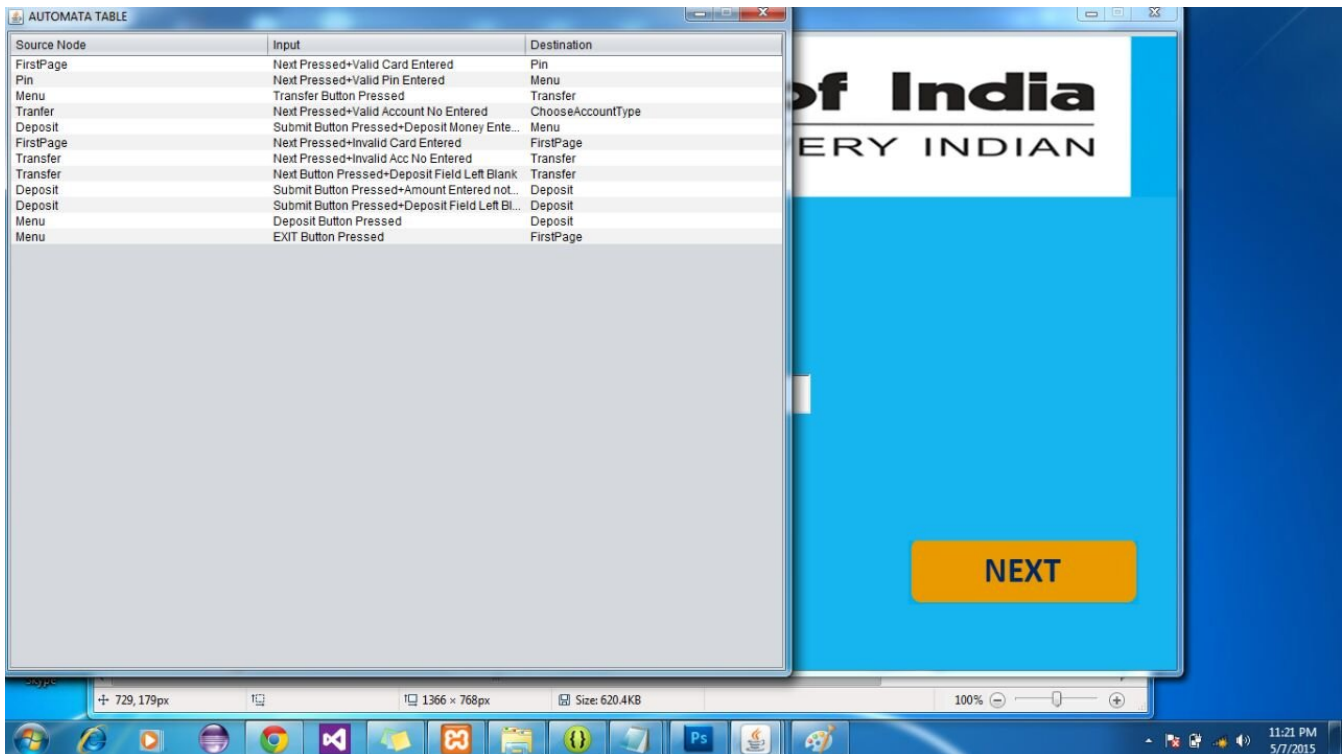 AUTOMATA TABLE
Source Node Input Destination
FirstPage Next Pressed+Valid Card Entered Pin
Pin Next Pressed+Valid Pin Entered Menu
Menu Transfer Button Pressed Transfer
Tranfer Next Pressed+Valid Account No Entered ChooseAccountType
Deposit Submit Button Pressed+Deposit Money Ente... Menu
FirstPage Next Pressed+Invalid Card Entered FirstPage
Transfer Next Pressed+Invalid Acc No Entered Transfer
Transfer Next Button Pressed+Deposit Field Left Blank Transfer
Deposit Submit Button Pressed+Amount Entered not... Deposit
Deposit Submit Button Pressed+Deposit Field Left Bl... Deposit
Menu Deposit Button Pressed Deposit
Menu EXIT Button Pressed FirstPage
of India
ERY INDIAN
NEXT
Skype
729, 179px 1366 × 768px Size: 620.4KB 100%
Ps
11:21 PM
5/7/2015